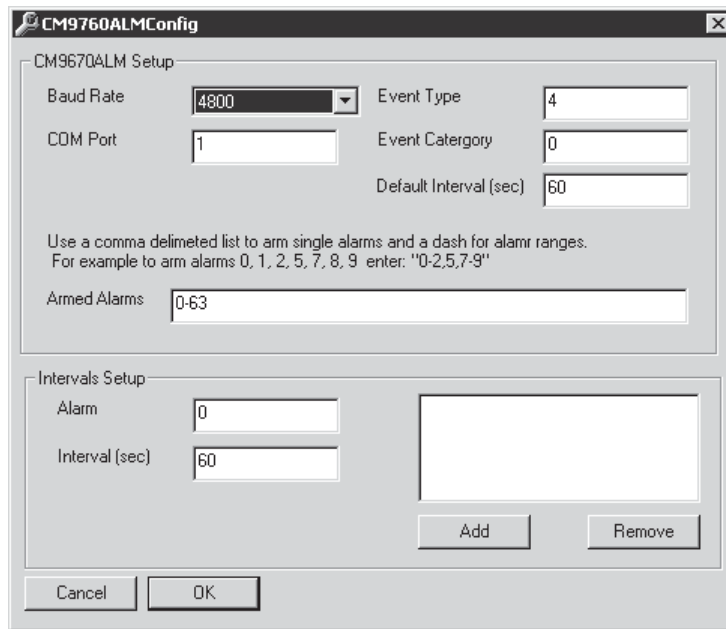 CM9760ALMConfig
CM9670ALM Setup
Baud Rate 4800 Event Type 4
COM Port 1 Event Catergory 0
Default Interval (sec) 60
Use a comma delimeted list to arm single alarms and a dash for alamr ranges.
For example to arm alarms 0, 1, 2, 5, 7, 8, 9 enter: "0-2,5,7-9"
Armed Alarms 0-63
Intervals Setup
Alarm 0
Interval (sec) 60
Add Remove
Cancel OK